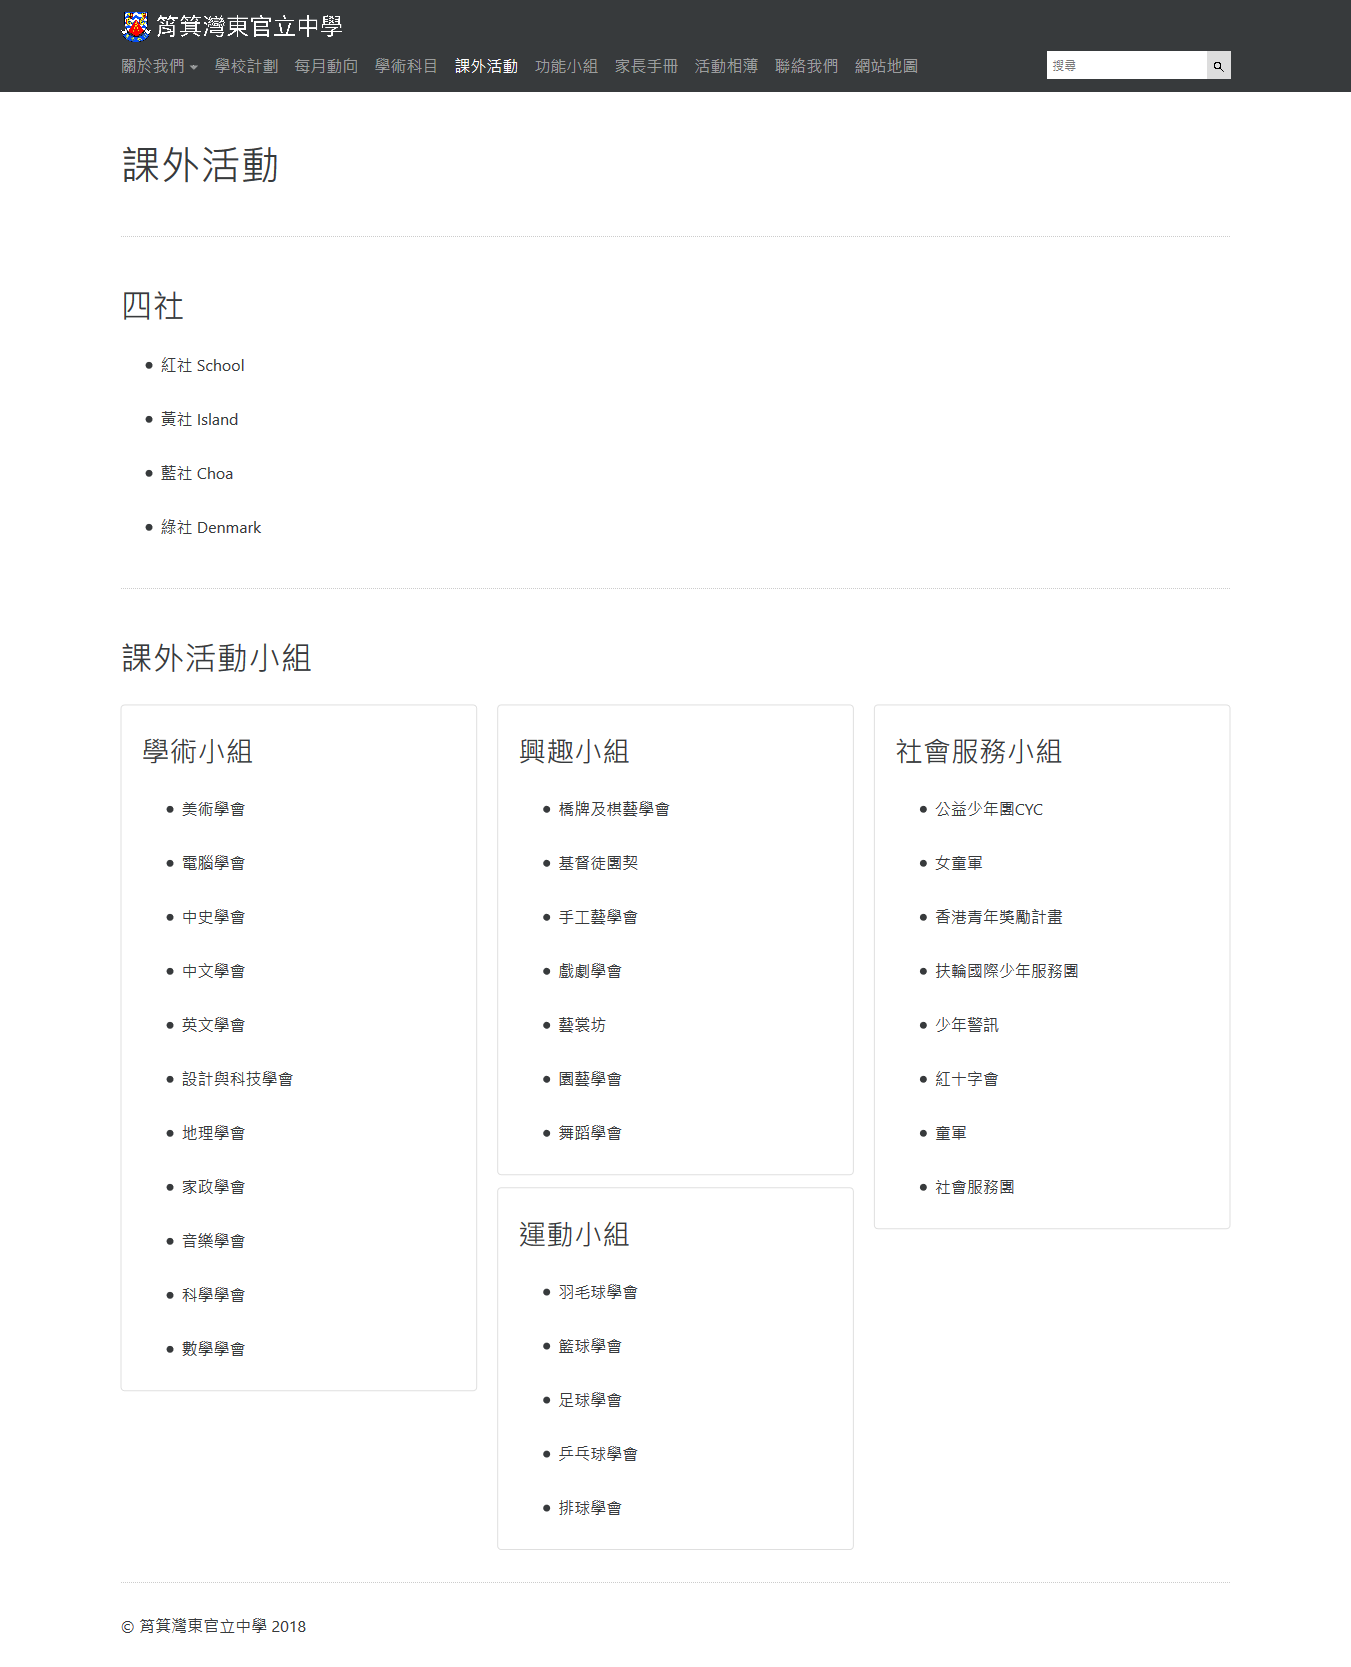 筲箕灣東官立中學
關於我們 學校計劃 每月動向 學術科目 課外活動 功能小組 家長手冊 活動相薄 聯絡我們 網站地圖 搜尋
課外活動
四社
紅社 School
黃社 Island
藍社 Choa
綠社 Denmark
課外活動小組
學術小組
美術學會
電腦學會
中史學會
中文學會
英文學會
設計與科技學會
地理學會
家政學會
音樂學會
科學學會
數學學會
興趣小組
橋牌及棋藝學會
基督徒團契
手工藝學會
戲劇學會
藝裳坊
園藝學會
舞蹈學會
運動小組
羽毛球學會
籃球學會
足球學會
乒乓球學會
排球學會
社會服務小組
公益少年團CYC
女童軍
香港青年獎勵計畫
扶輪國際少年服務團
少年警訊
紅十字會
童軍
社會服務團
© 筲箕灣東官立中學 2018